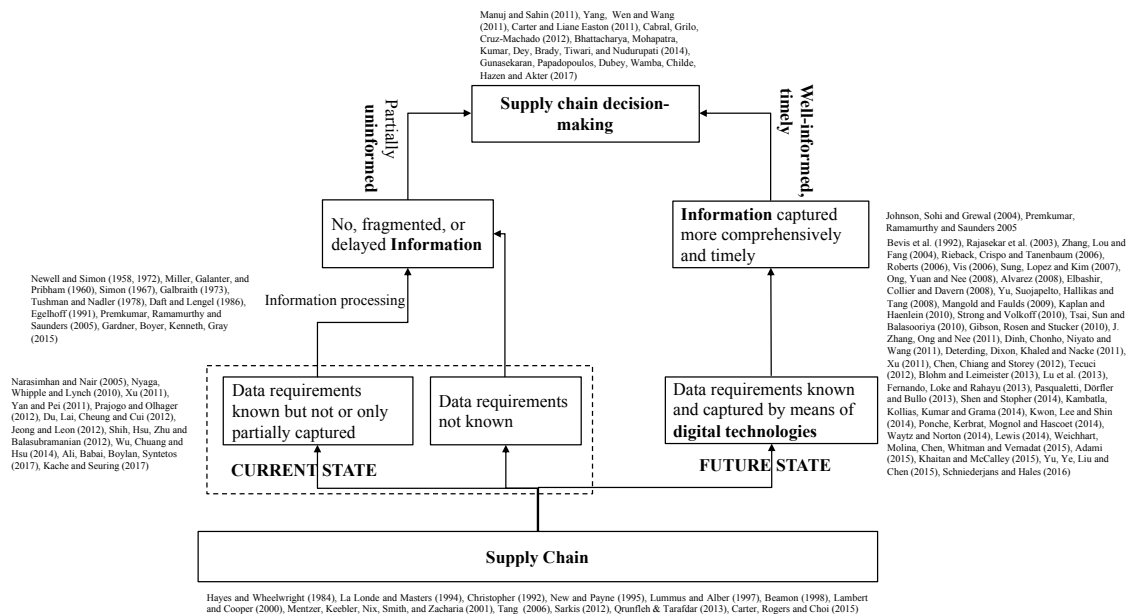 Manuj and Sahin (2011), Yang, Wen and Wang
(2011), Carter and Liane Easton (2011), Cabral, Grilo,
Cruz-Machado (2012), Bhattacharya, Mohapatra,
Kumar, Dey, Brady, Tiwari, and Nudurupati (2014),
Gunasekaran, Papadopoulos, Dubey, Wamba, Childe,
Hazen and Akter (2017)
Supply chain decision-
making
Partially
uninformed
Well-informed,
timely
No, fragmented, or
delayed Information
Information captured
more comprehensively
and timely
Johnson, Sohi and Grewal (2004), Premkumar,
Ramamurthy and Saunders 2005
Bevis et al. (1992), Rajasekar et al. (2003), Zhang, Lou and
Fang (2004), Rieback, Crispo and Tanenbaum (2006),
Roberts (2006), Vis (2006), Sung, Lopez and Kim (2007),
Ong, Yuan and Nee (2008), Alvarez (2008), Elbashir,
Collier and Davern (2008), Yu, Suojapelto, Hallikas and
Tang (2008), Mangold and Faulds (2009), Kaplan and
Haenlein (2010), Strong and Volkoff (2010), Tsai, Sun and
Balasooriya (2010), Gibson, Rosen and Stucker (2010), J.
Zhang, Ong and Nee (2011), Dinh, Chonho, Niyato and
Wang (2011), Deterding, Dixon, Khaled and Nacke (2011),
Xu (2011), Chen, Chiang and Storey (2012), Tecuci
(2012), Blohm and Leimeister (2013), Lu et al. (2013),
Fernando, Loke and Rahayu (2013), Pasqualetti, Dörfler
and Bullo (2013), Shen and Stopher (2014), Kambatla,
Kollias, Kumar and Grama (2014), Kwon, Lee and Shin
(2014), Ponche, Kerbrat, Mognol and Hascoet (2014),
Waytz and Norton (2014), Lewis (2014), Weichhart,
Molina, Chen, Whitman and Vernadat (2015), Adami
(2015), Khaitan and McCalley (2015), Yu, Ye, Liu and
Chen (2015), Schniederjans and Hales (2016)
Newell and Simon (1958, 1972), Miller, Galanter, and
Pribham (1960), Simon (1967), Galbraith (1973),
Tushman and Nadler (1978), Daft and Lengel (1986),
Egelhoff (1991), Premkumar, Ramamurthy and
Saunders (2005), Gardner, Boyer, Kenneth, Gray
(2015)
Information processing
Narasimhan and Nair (2005), Nyaga,
Whipple and Lynch (2010), Xu (2011),
Yan and Pei (2011), Prajogo and Olhager
(2012), Du, Lai, Cheung and Cui (2012),
Jeong and Leon (2012), Shih, Hsu, Zhu and
Balasubramanian (2012), Wu, Chuang and
Hsu (2014), Ali, Babai, Boylan, Syntetos
(2017), Kache and Seuring (2017)
Data requirements
known but not or only
partially captured
Data requirements
not known
CURRENT STATE
Data requirements known
and captured by means of
digital technologies
FUTURE STATE
Supply Chain
Hayes and Wheelwright (1984), La Londe and Masters (1994), Christopher (1992), New and Payne (1995), Lummus and Alber (1997), Beamon (1998), Lambert
and Cooper (2000), Mentzer, Keebler, Nix, Smith, and Zacharia (2001), Tang (2006), Sarkis (2012), Qrunfleh & Tarafdar (2013), Carter, Rogers and Choi (2015)